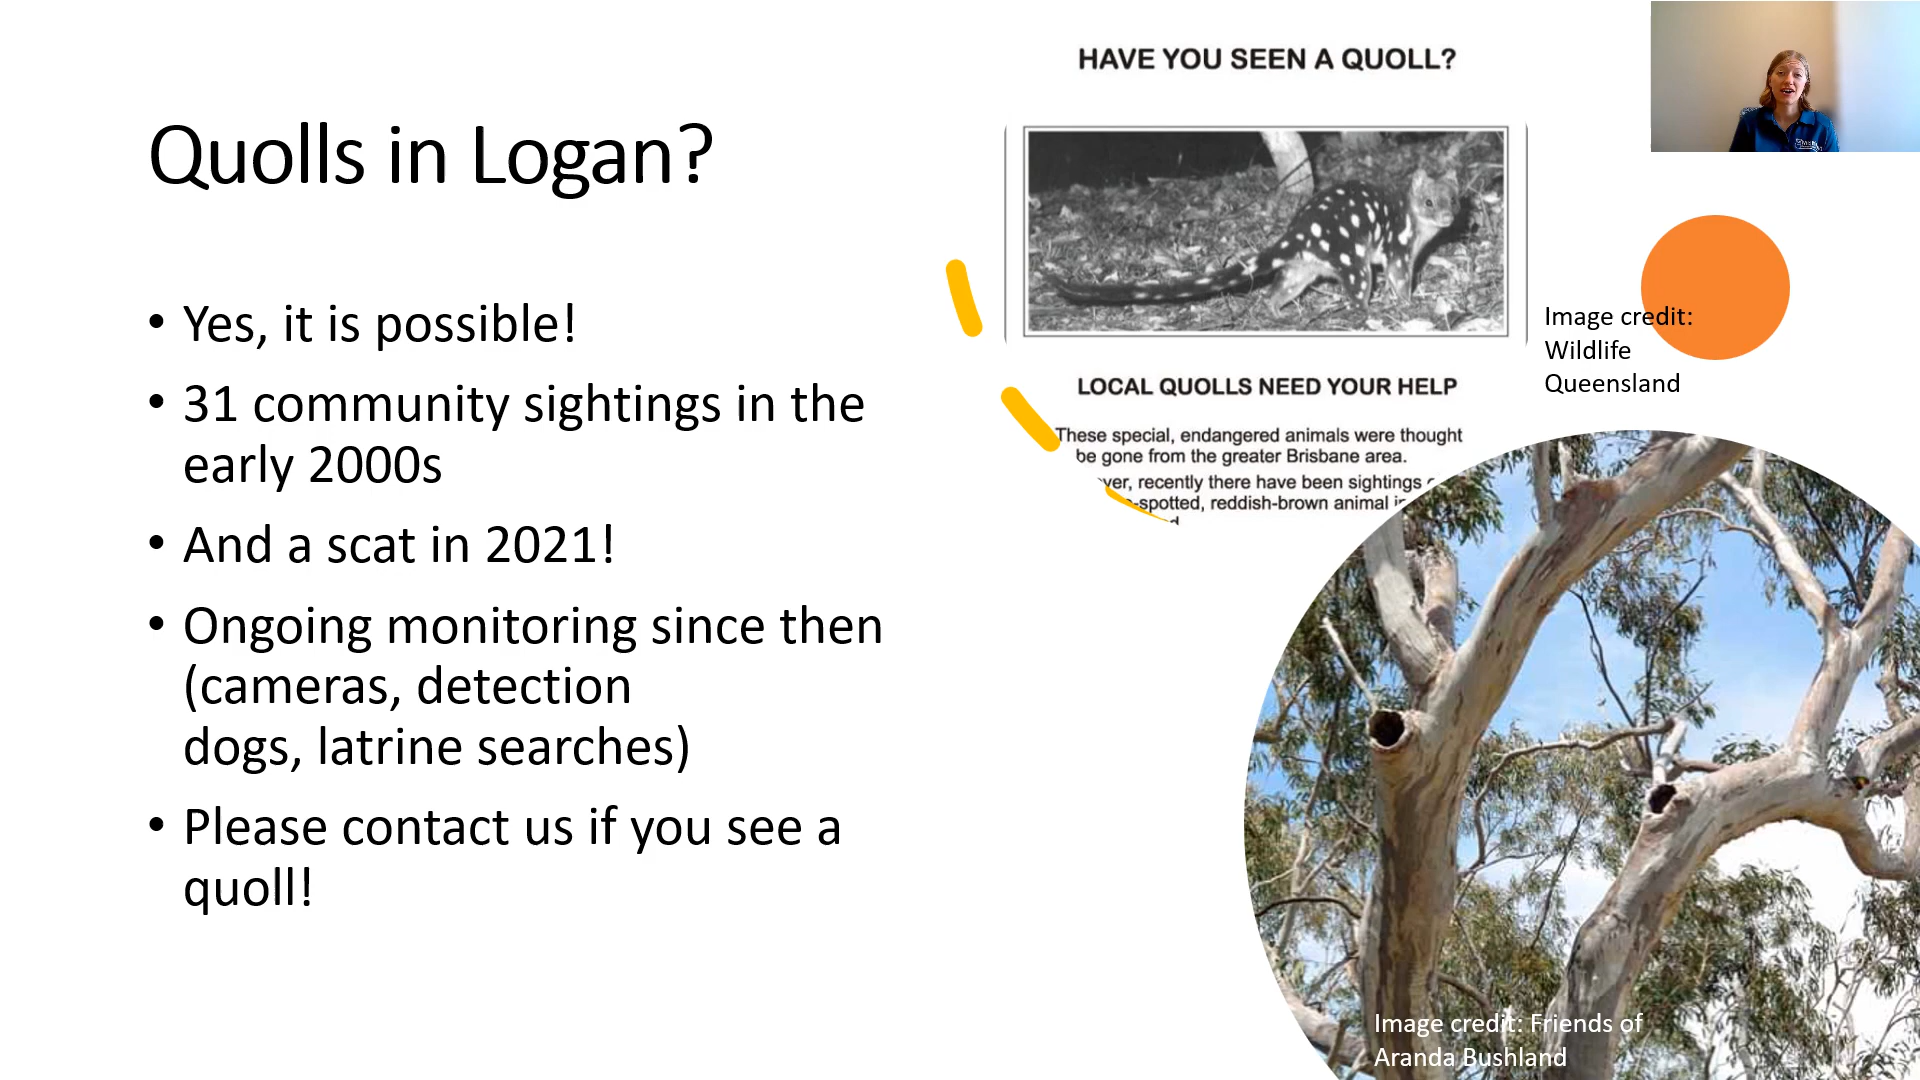 Quolls in Logan?
• Yes, it is possible!
• 31 community sightings in the
early 2000s
• And a scat in 2021!
• Ongoing monitoring since then
(cameras, detection
dogs, latrine searches)
• Please contact us if you see a
quoll!
HAVE YOU SEEN A QUOLL?
Image credit:
Wildlife
Queensland
LOCAL QUOLLS NEED YOUR HELP
These special, endangered animals were thought
be gone from the greater Brisbane area.
recently there have been sightings
-spotted, reddish-brown animal
Image credit: Friends of
Aranda Bushland